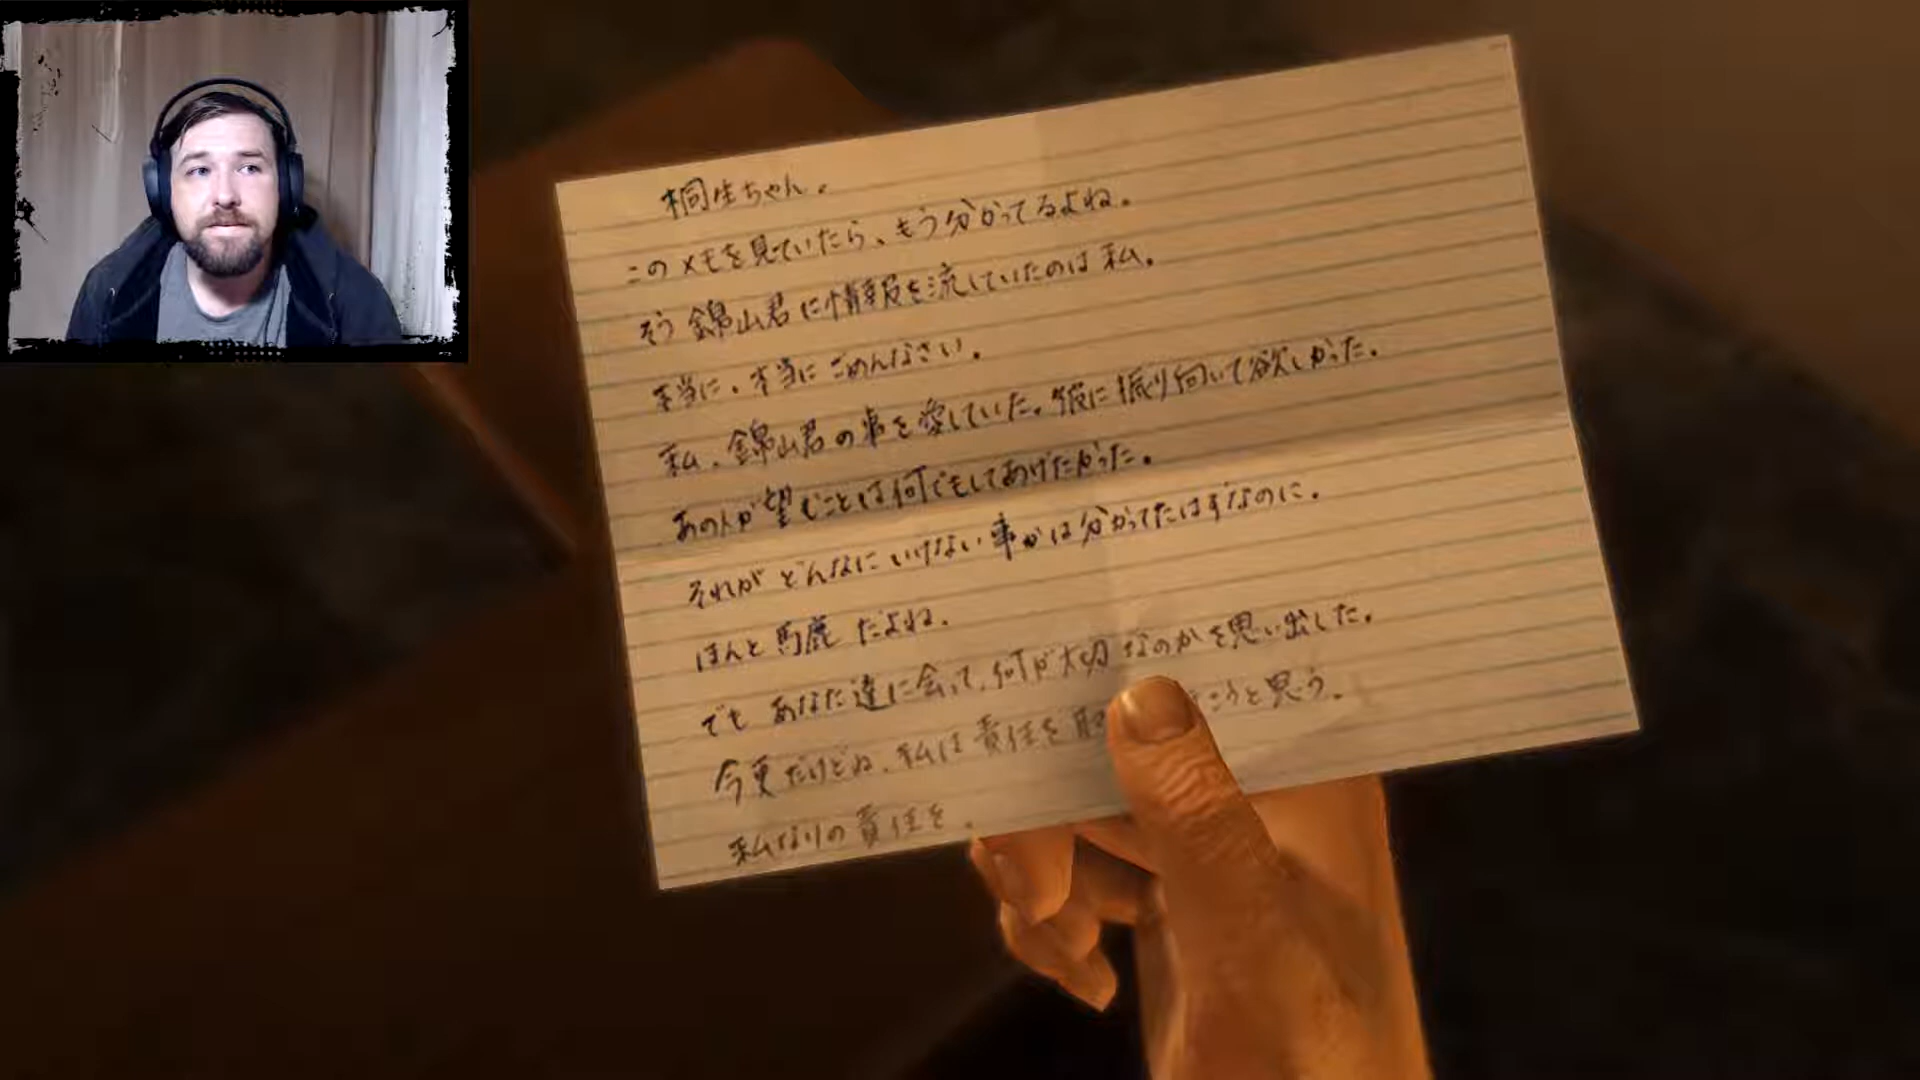 桐生ちゃん。
このメモを見ていたら、もう分かってるよね。
そう錦山君に情報を流していたのは私。
本当に。本当にごめんなさい。
私、錦山君の事を愛していた。彼に振り向いて欲しかった。
あの人が望むことは何でもしてあげたかった。
それがどんなにいけない事かは分かってたはずなのに。
ほんと馬鹿だよね。
でもあなた達に会って、何が大切なのかを思い出した。
今更だけどね、私は責任を取 こうと思う。
私なりの責任を。